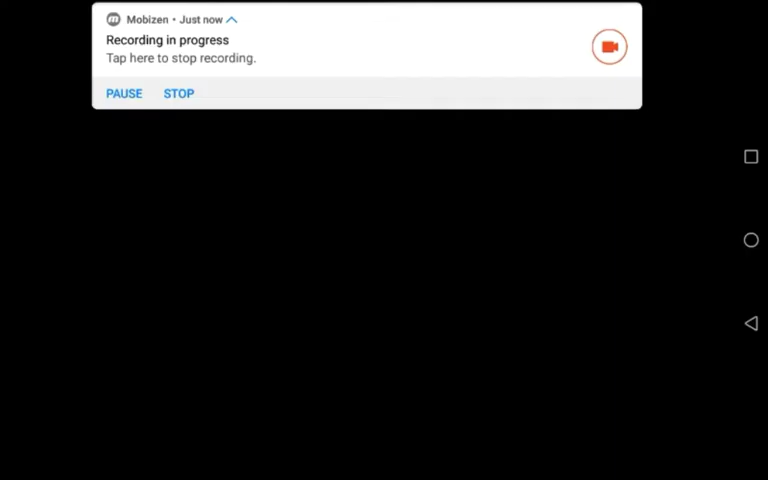 Mobizen • Just now
Recording in progress
Tap here to stop recording.
PAUSE STOP